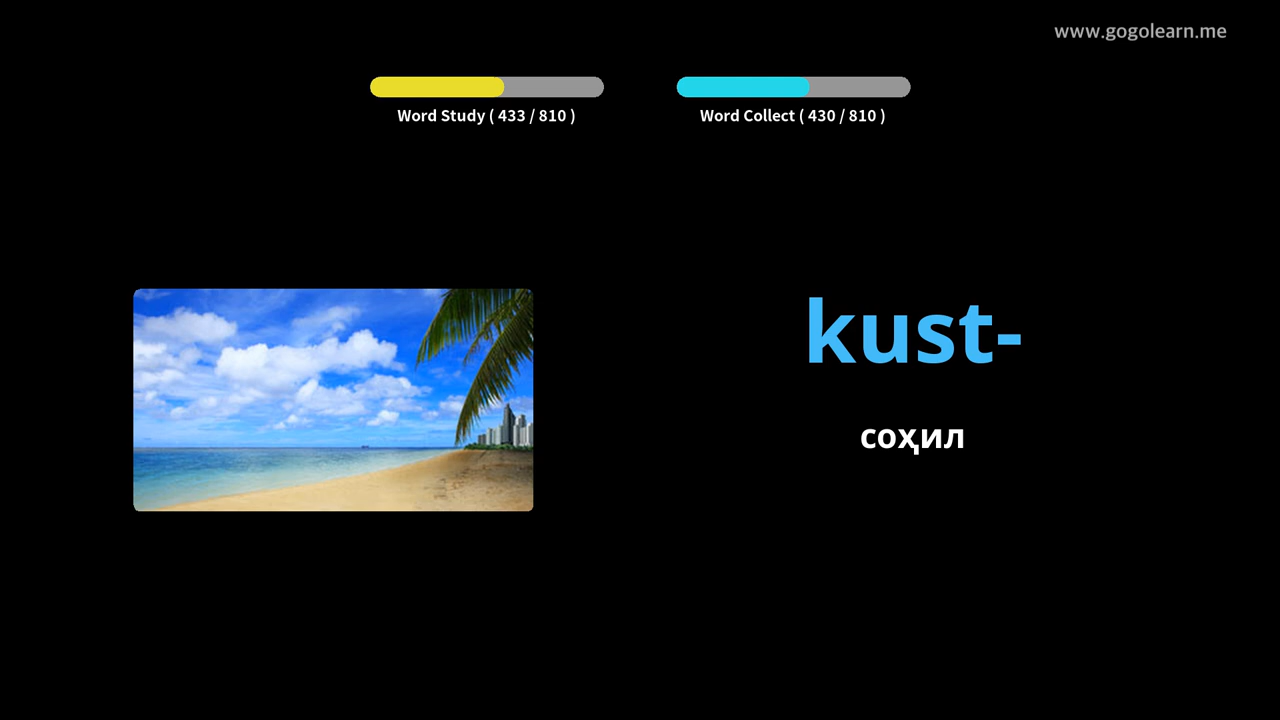 www.gogolearn.me
Word Study ( 433 / 810 )
Word Collect ( 430 / 810 )
kust-
соҳил